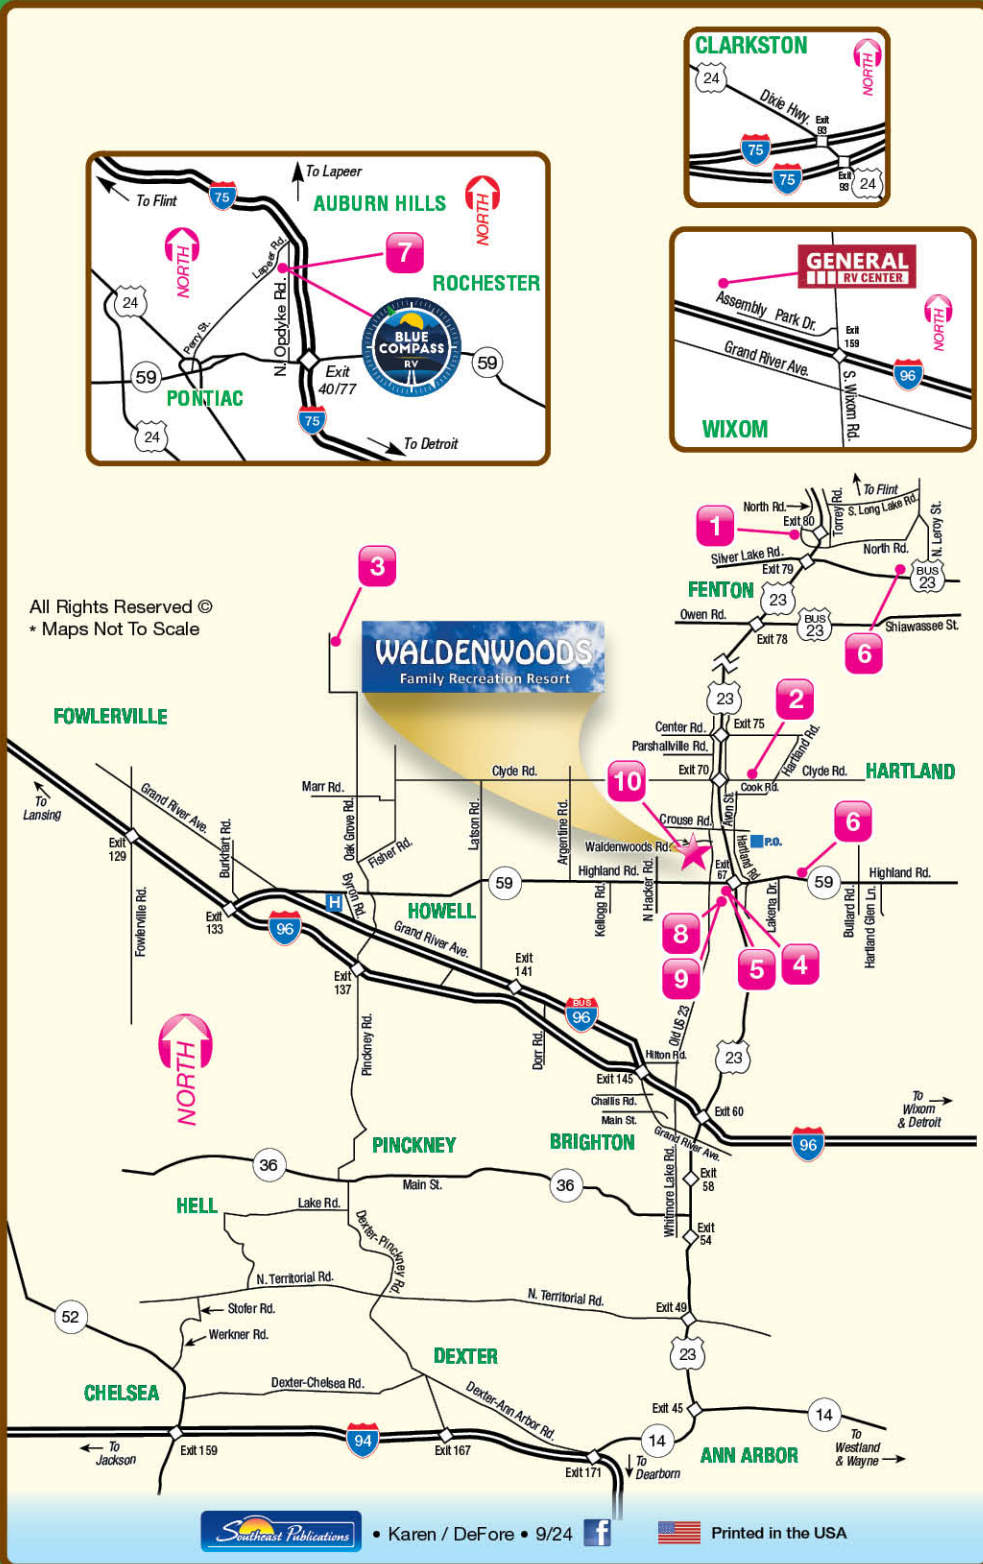 CLARKSTON
24
NORTH
Dixie Hwy.
Exit
93
75
75
Exit
93
24
To Lapeer
To Flint
75
AUBURN HILLS
NORTH
NORTH
Lapeer Rd.
7
ROCHESTER
24
N. Opdyke Rd.
Perry St.
BLUE
COMPASS
RV
59
Exit
40/77
59
PONTIAC
75
24
To Detroit
GENERAL
RV CENTER
Assembly Park Dr.
NORTH
Exit
159
Grand River Ave.
96
S. Wixom Rd.
WIXOM
To Flint
North Rd.
Torrey Rd.
S. Long Lake Rd.
N. Leroy St.
1
Exit 80
North Rd.
Silver Lake Rd.
Exit 79
BUS
23
FENTON
23
Owen Rd.
BUS
23
Shiawassee St.
Exit 78
6
3
All Rights Reserved ©
* Maps Not To Scale
WALDENWOODS
Family Recreation Resort
23
2
FOWLERVILLE
Center Rd.
Exit 75
Hartland Rd.
Parshallville Rd.
Clyde Rd.
10
Exit 70
Clyde Rd.
HARTLAND
Cook Rd.
To
Lansing
Grand River Ave.
Marr Rd.
Oak Grove Rd.
Latson Rd.
Argentine Rd.
Avon St.
Crouse Rd.
6
Exit
129
Burkhart Rd.
Fisher Rd.
Waldenwoods Rd.
Hartland Rd.
P.O.
Highland Rd.
Exit
67
59
59
Highland Rd.
Byron Rd.
H
HOWELL
Kellogg Rd.
N Hacker Rd.
Lakena Dr.
Bullard Rd.
Hartland Glen Ln.
Fowlerville Rd.
Exit
133
96
Grand River Ave.
8
9
5
4
Exit
137
Exit
141
BUS
96
Old US 23
NORTH
Pinckney Rd.
Dorr Rd.
Hilton Rd.
23
Exit 145
Challis Rd.
Main St.
Exit 60
To
Wixom
& Detroit
PINCKNEY
BRIGHTON
Grand River Ave.
96
36
Main St.
36
Whitmore Lake Rd.
Exit
58
HELL
Lake Rd.
Dexter-Pinckney Rd.
Exit
54
N. Territorial Rd.
N. Territorial Rd.
Exit 49
Stofer Rd.
52
Werkner Rd.
23
DEXTER
CHELSEA
Dexter-Chelsea Rd.
Dexter-Ann Arbor Rd.
Exit 45
14
14
To
Jackson
Exit 159
94
Exit 167
Exit 171
To
Dearborn
ANN ARBOR
To
Westland
& Wayne
Southeast Publications
• Karen / DeFore • 9/24
f
Printed in the USA